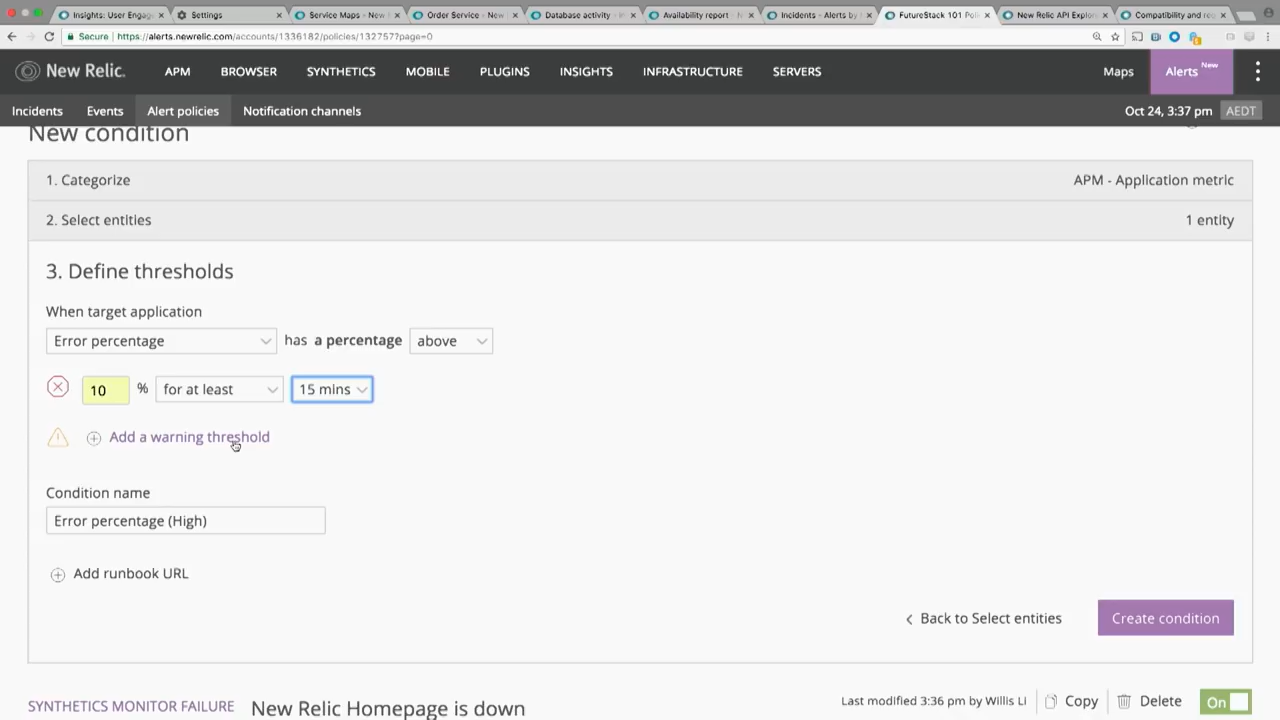 Insights: User Engag
Settings
Service Maps - New
Order Service - New
Database activity - 
Availability report - 
Incidents - Alerts by
FutureStack 101 Poli
New Relic API Explor
Compatibility and re
Secure | https://alerts.newrelic.com/accounts/1336182/policies/132757?page=0
New Relic. APM BROWSER SYNTHETICS MOBILE PLUGINS INSIGHTS INFRASTRUCTURE SERVERS Maps Alerts New
Incidents Events Alert policies Notification channels Oct 24, 3:37 pm AEDT
New condition
1. Categorize APM - Application metric
2. Select entities 1 entity
3. Define thresholds
When target application
Error percentage has a percentage above
10 % for at least 15 mins
Add a warning threshold
Condition name
Error percentage (High)
Add runbook URL
Back to Select entities Create condition
SYNTHETICS MONITOR FAILURE New Relic Homepage is down Last modified 3:36 pm by Willis Li Copy Delete On